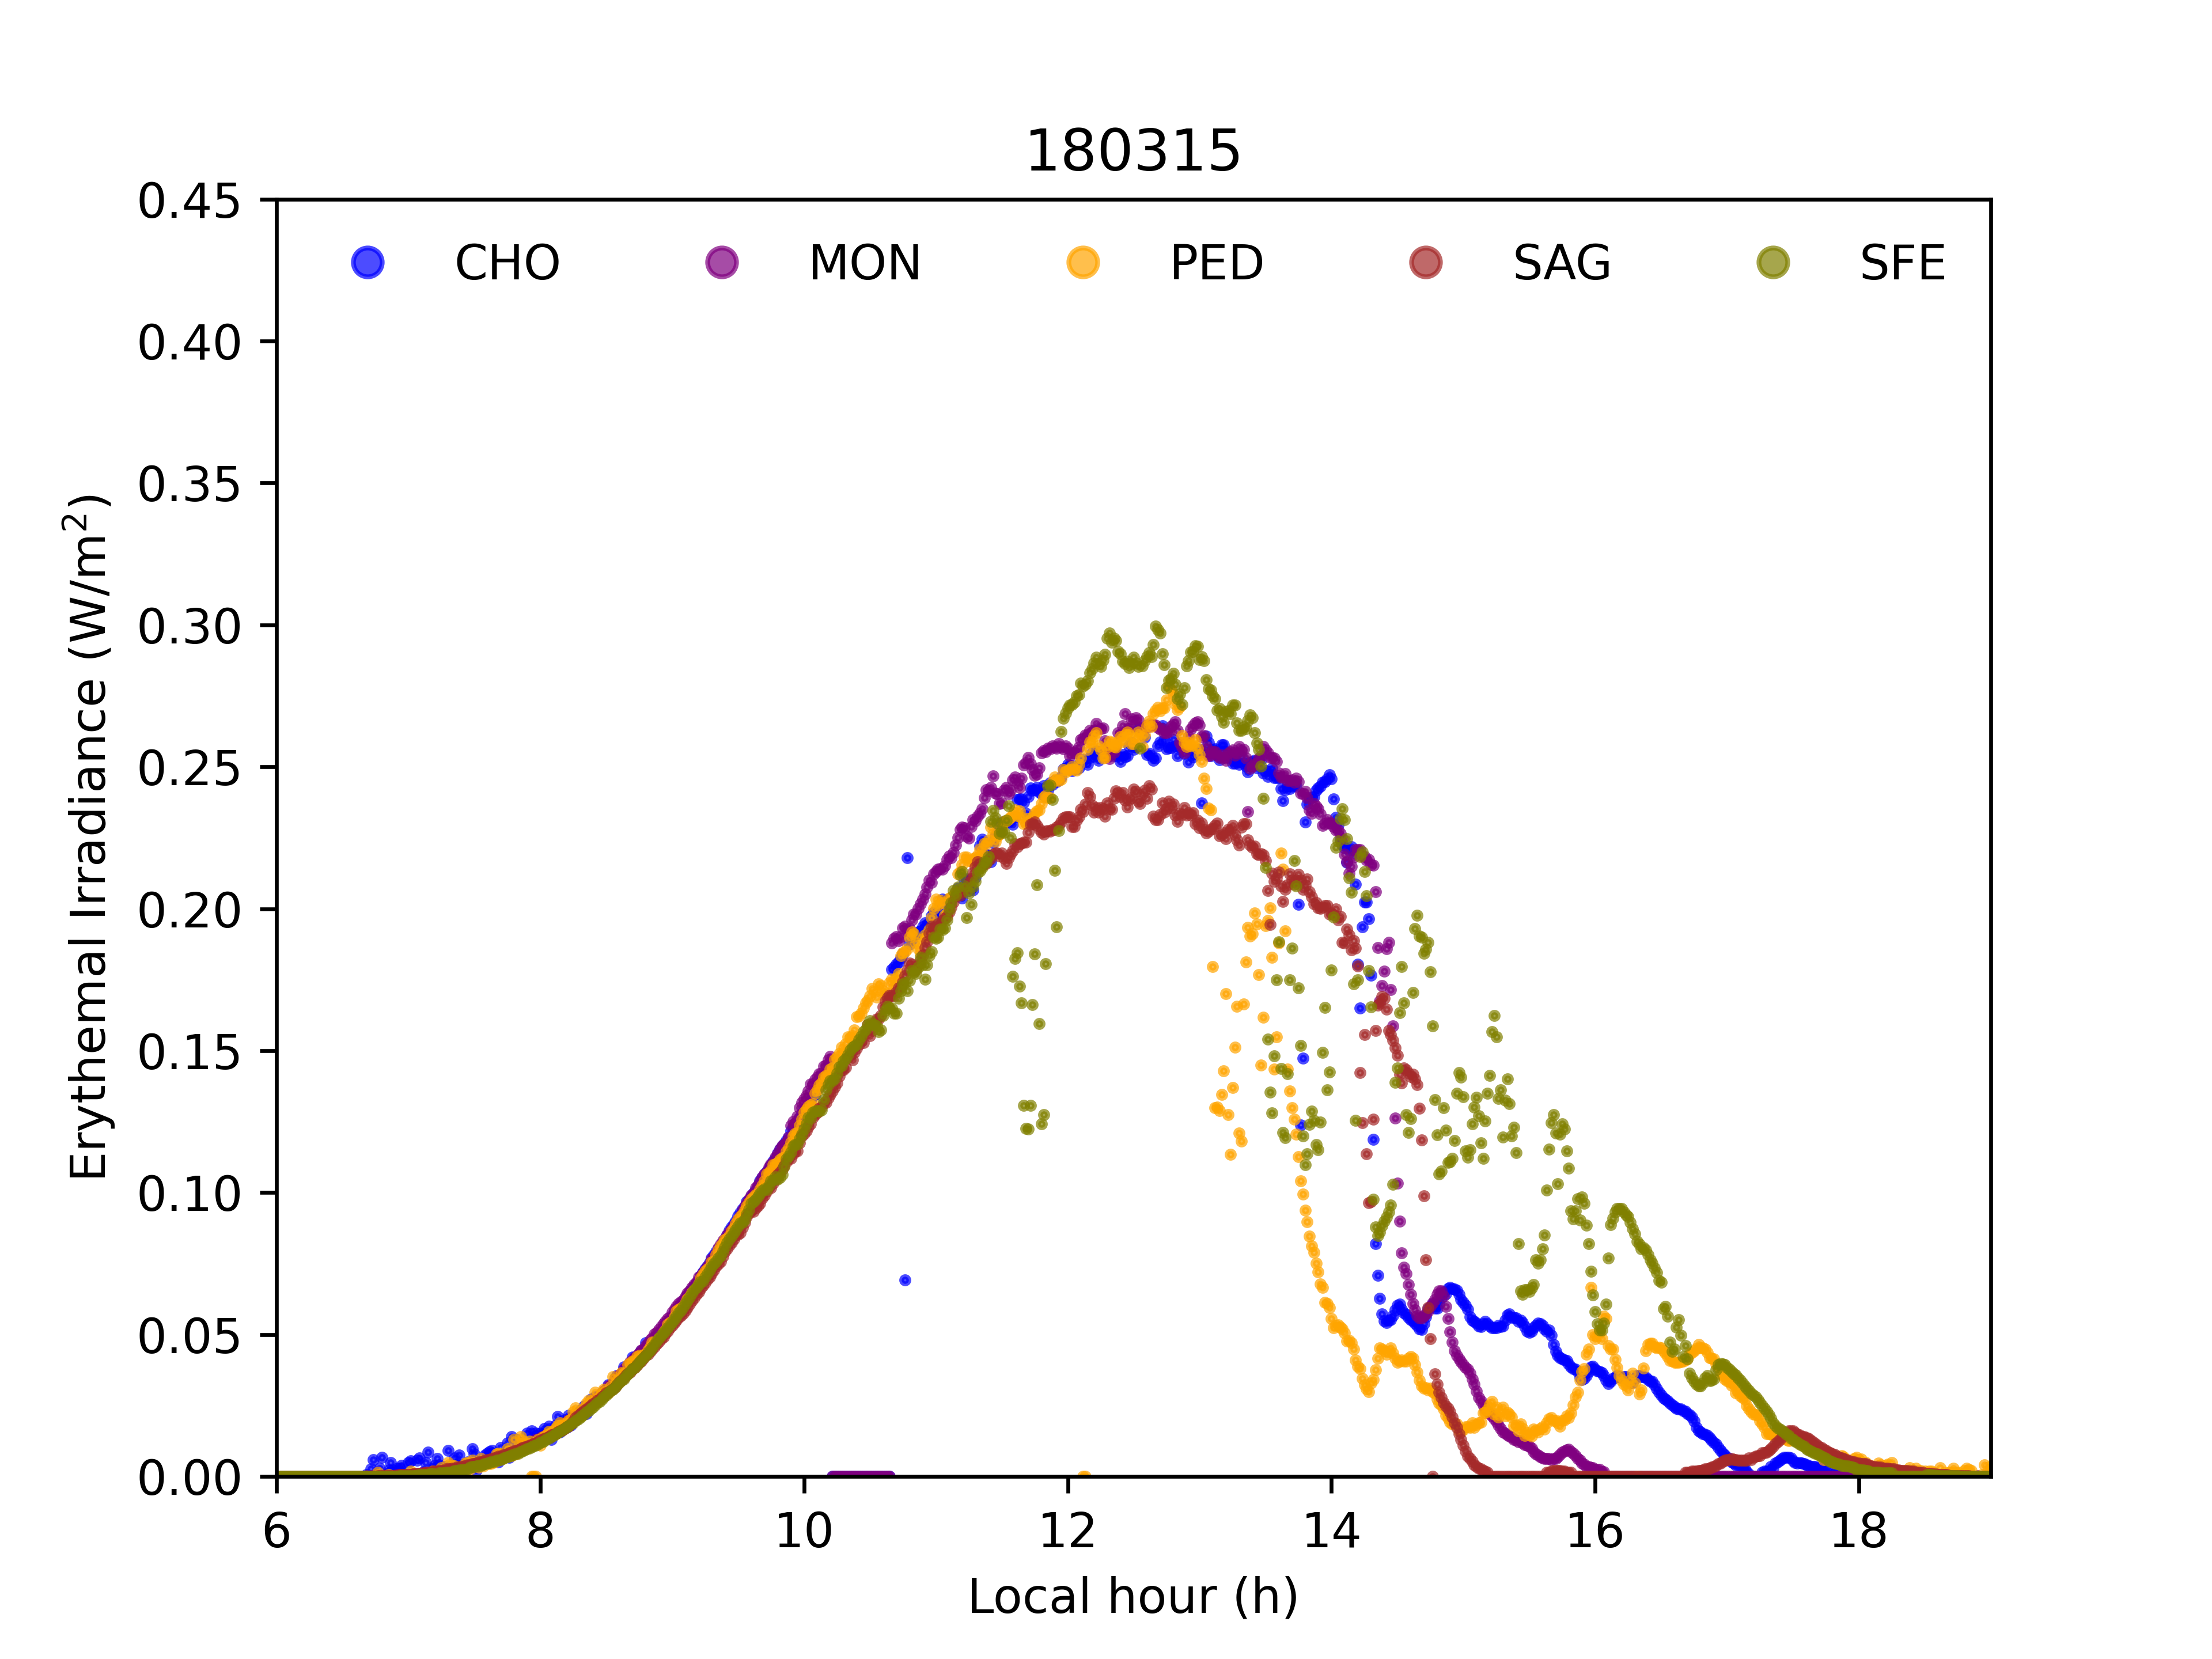 180315
CHO MON PED SAG SFE
0.45
0.40
0.35
0.30
0.25
0.20
0.15
0.10
0.05
0.00
Erythemal Irradiance (W/m²)
6 8 10 12 14 16 18
Local hour (h)